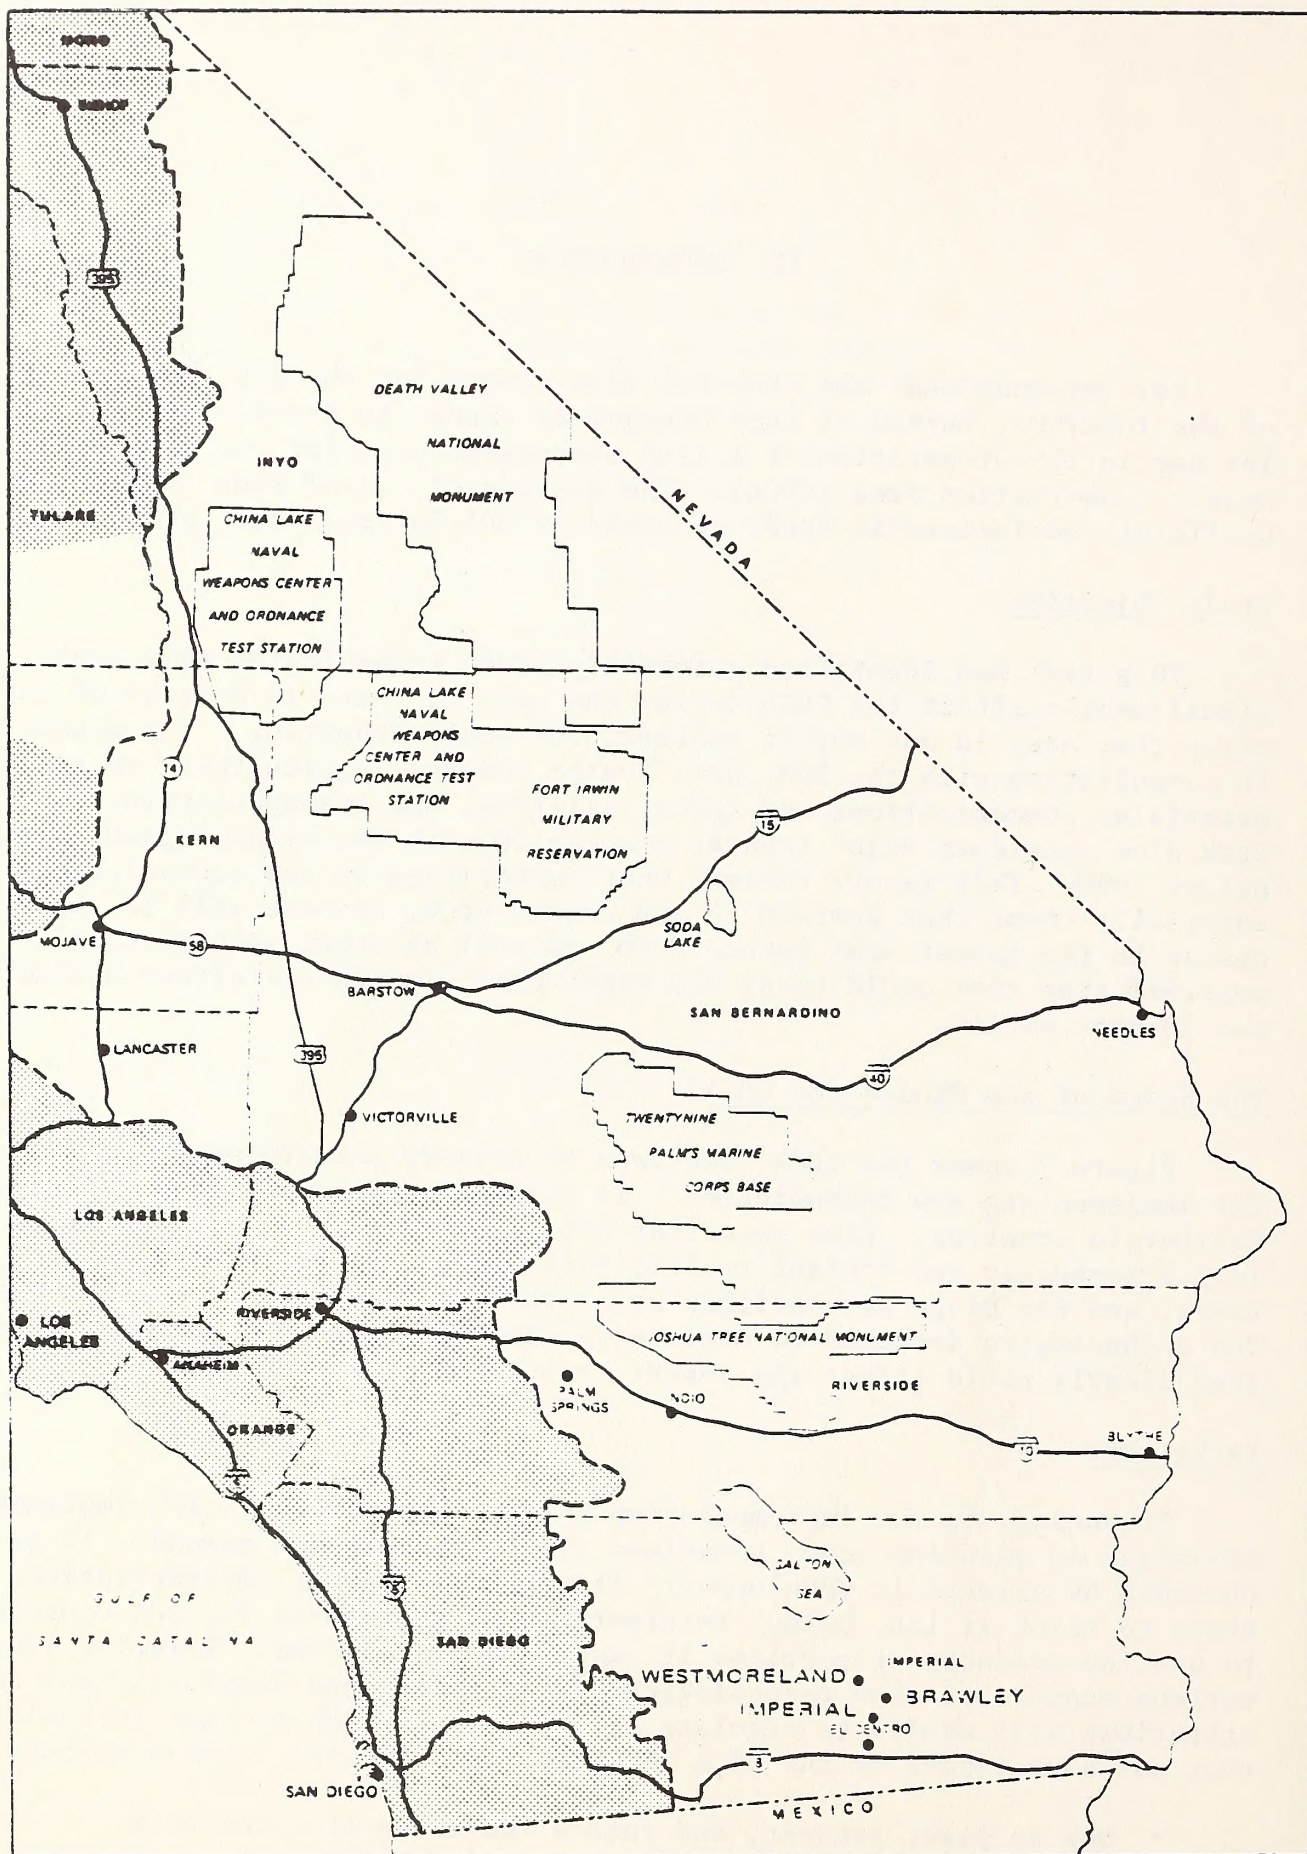 MONO
BISHOP
395
DEATH VALLEY
NATIONAL
MONUMENT
INYO
NEVADA
TULARE
CHINA LAKE
NAVAL
WEAPONS CENTER
AND ORDNANCE
TEST STATION
CHINA LAKE
NAVAL
WEAPONS
CENTER AND
ORDNANCE TEST
STATION
14
FORT IRWIN
MILITARY
RESERVATION
15
KERN
SODA
LAKE
MOJAVE
58
BARSTOW
SAN BERNARDINO
NEEDLES
LANCASTER
395
40
VICTORVILLE
TWENTYNINE
PALM'S MARINE
CORPS BASE
LOS ANGELES
RIVERSIDE
LOS
ANGELES
JOSHUA TREE NATIONAL MONUMENT
ANAHEIM
RIVERSIDE
PALM
SPRINGS
INDIO
ORANGE
BLYTHE
10
5
SALTON
SEA
15
GULF OF
SANTA CATALINA
SAN DIEGO
IMPERIAL
WESTMORELAND
BRAWLEY
IMPERIAL
EL CENTRO
8
SAN DIEGO
MEXICO